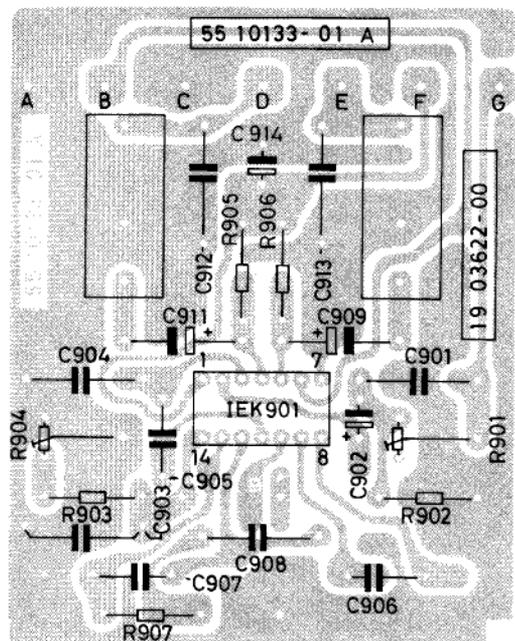 55 10133-01 A
A B C D E F G
C914
R905
R906
C912
C913
19 03622-00
C911
+
C909
+
1
7
C904
C901
IEK901
R904
C902
+
R901
14
8
C905
C903
R903
R902
C908
C907
C906
R907